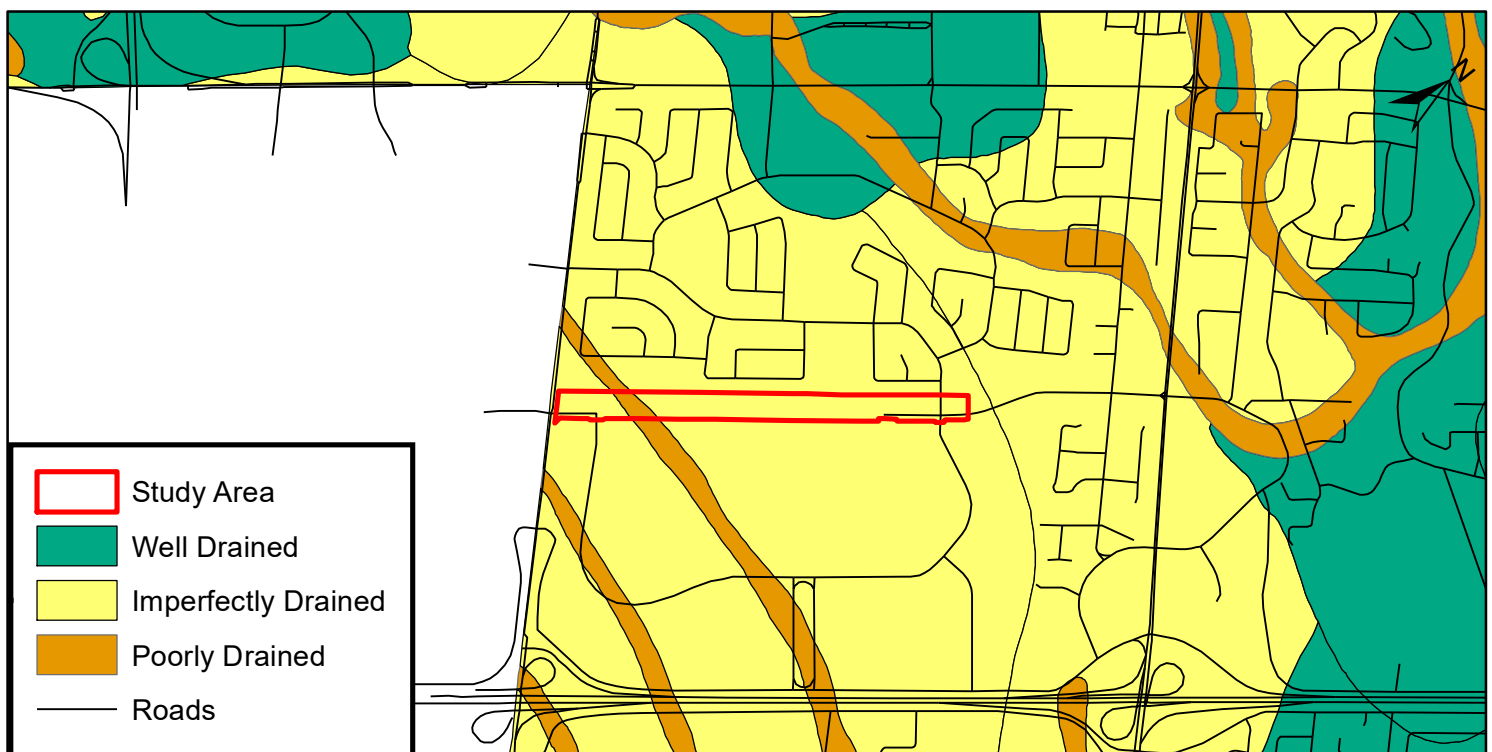 N
Study Area
Well Drained
Imperfectly Drained
Poorly Drained
Roads